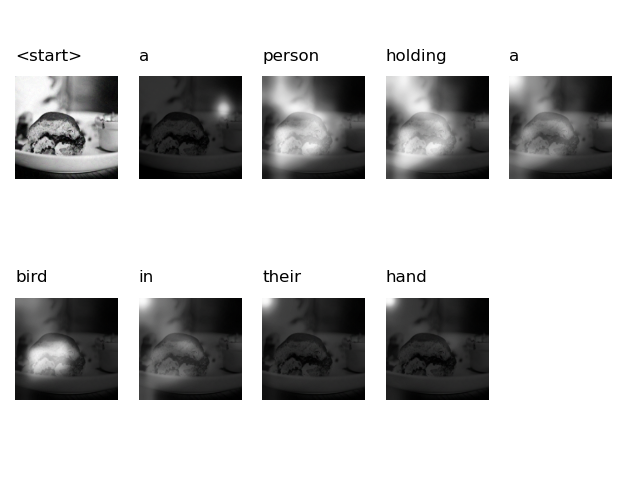 <start> a person holding a
bird in their hand